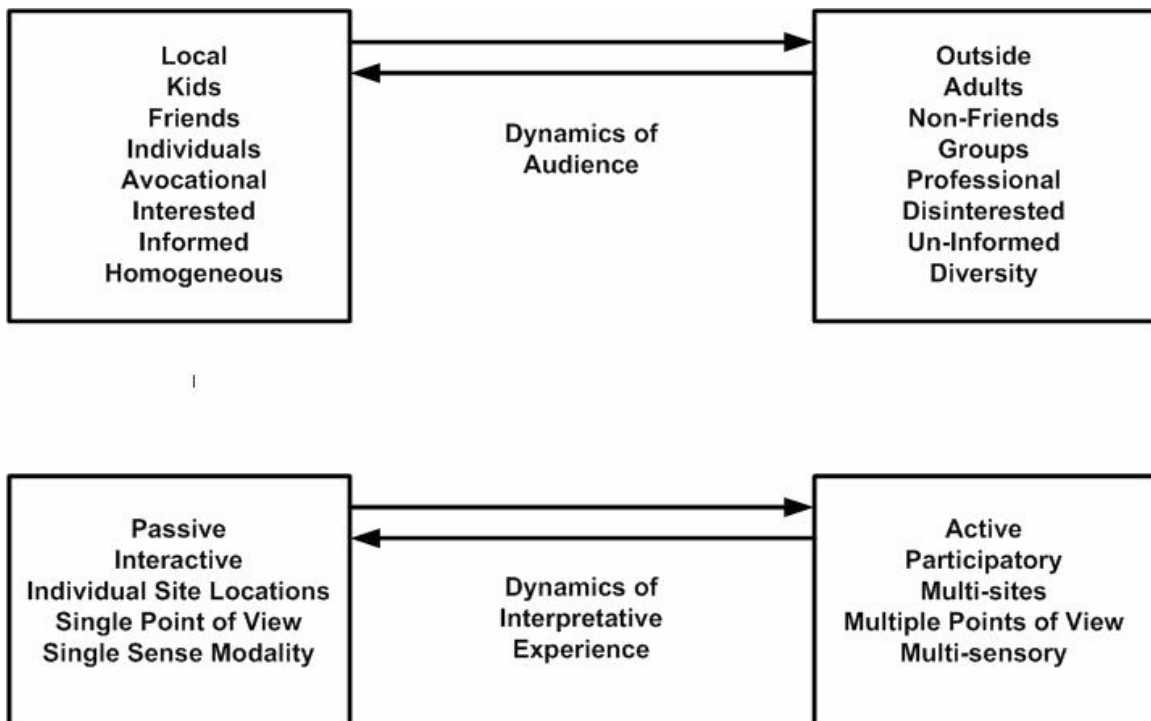 Local
Kids
Friends
Individuals
Avocational
Interested
Informed
Homogeneous
Dynamics of
Audience
Outside
Adults
Non-Friends
Groups
Professional
Disinterested
Un-Informed
Diversity
Passive
Interactive
Individual Site Locations
Single Point of View
Single Sense Modality
Dynamics of
Interpretative
Experience
Active
Participatory
Multi-sites
Multiple Points of View
Multi-sensory